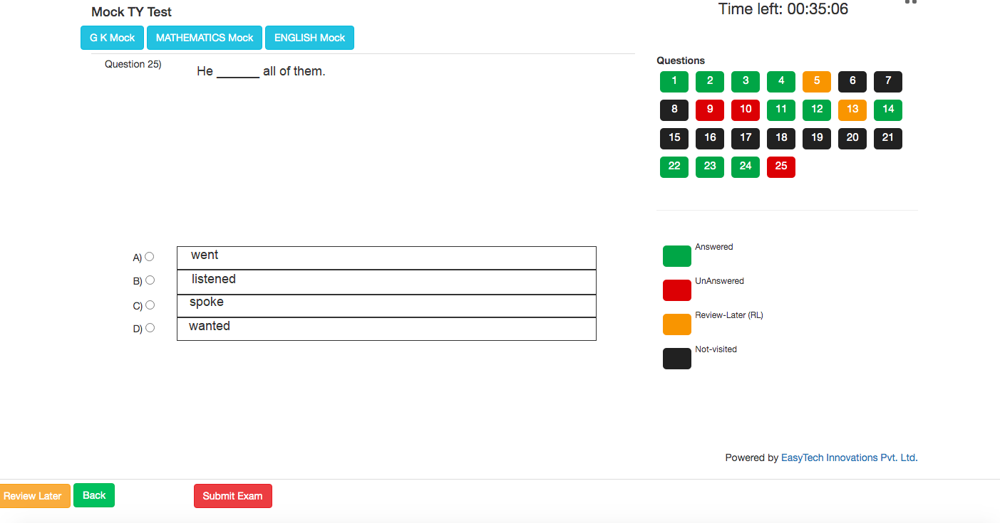 Mock TY Test
Time left: 00:35:06
G K Mock MATHEMATICS Mock ENGLISH Mock
Question 25)
He ______ all of them.
Questions
1 2 3 4 5 6 7
8 9 10 11 12 13 14
15 16 17 18 19 20 21
22 23 24 25
A) went
B) listened
C) spoke
D) wanted
Answered
UnAnswered
Review-Later (RL)
Not-visited
Powered by EasyTech Innovations Pvt. Ltd.
Review Later Back Submit Exam